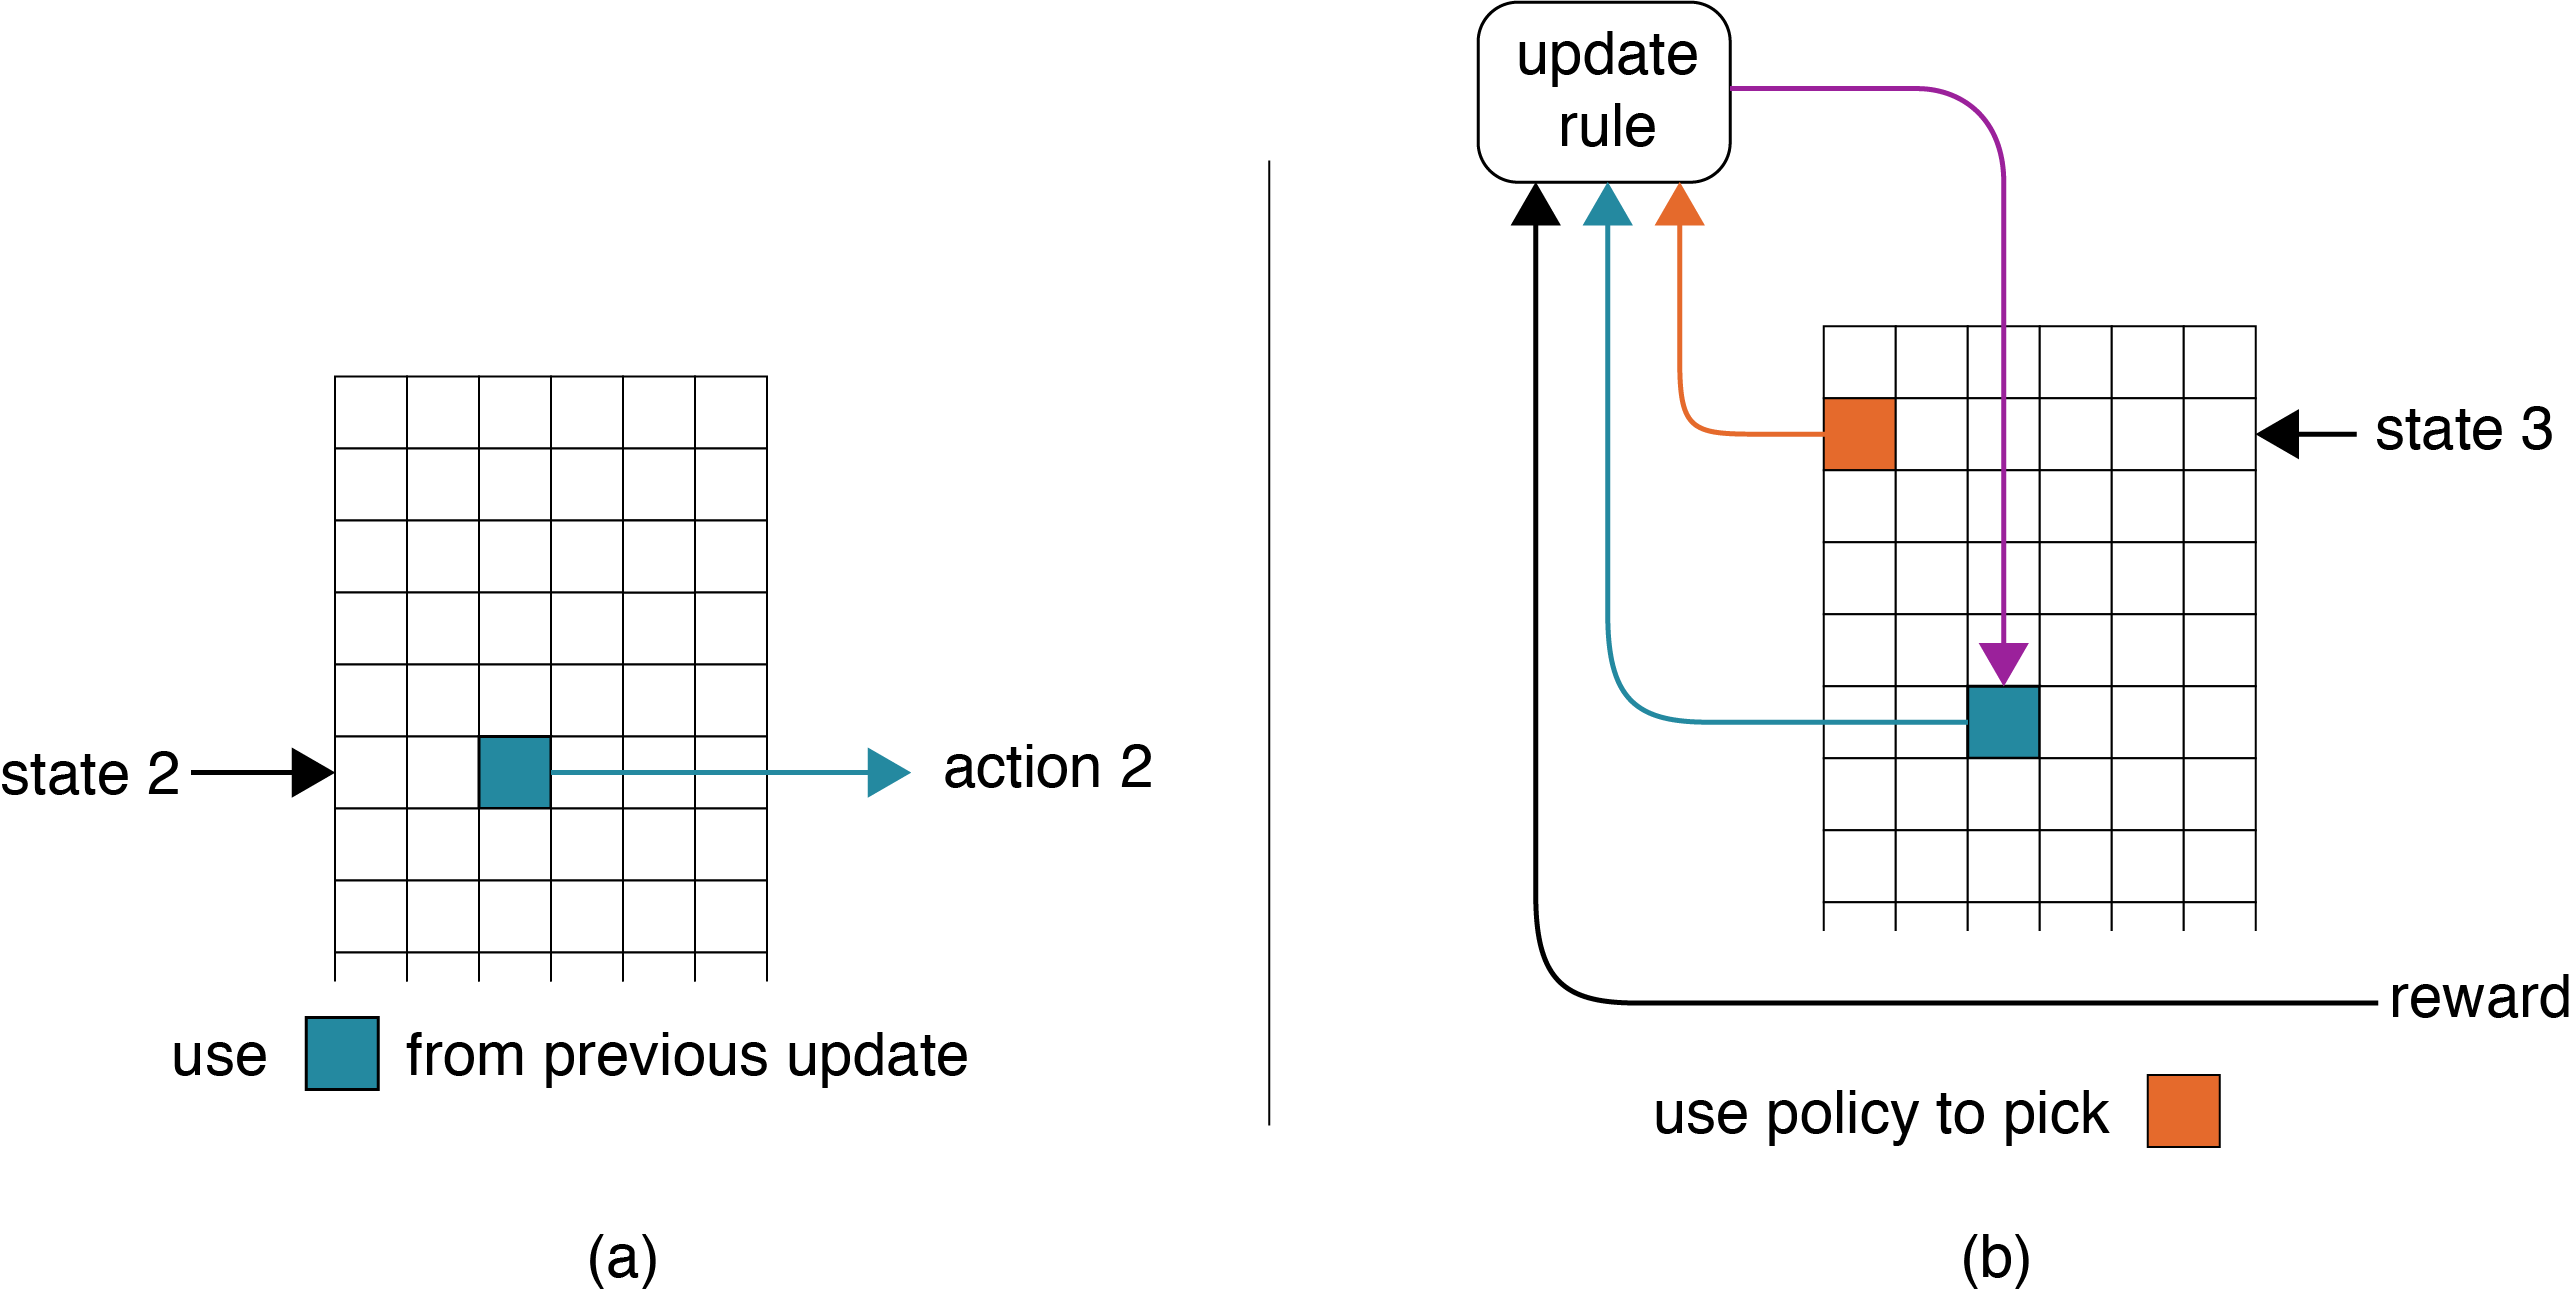 state 2
action 2
use from previous update
(a)
update
rule
state 3
reward
use policy to pick
(b)